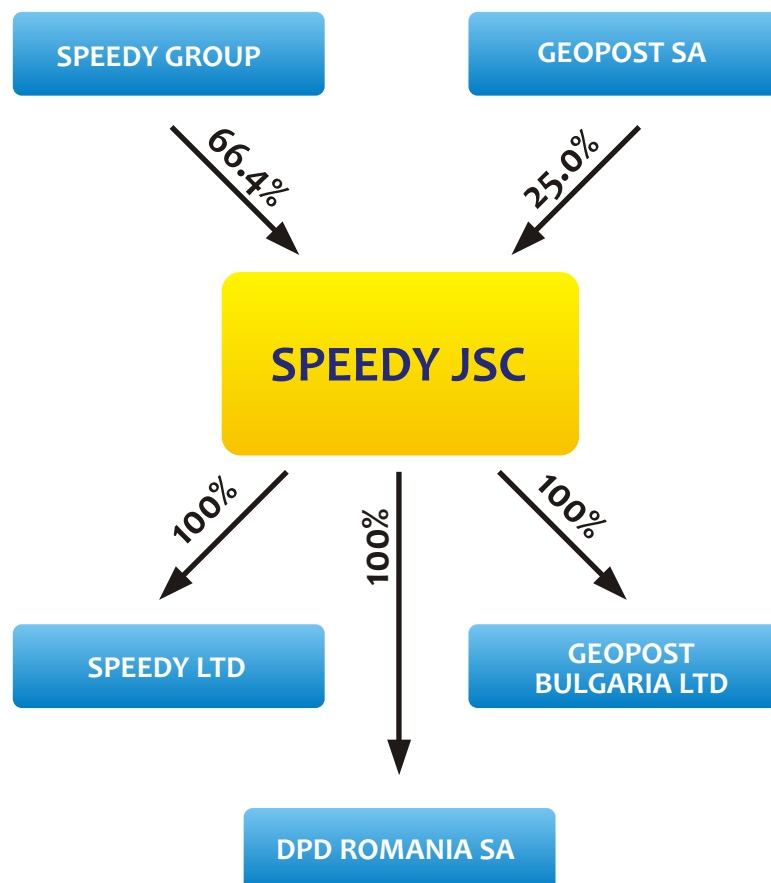 SPEEDY GROUP
GEOPOST SA
66.4%
25.0%
SPEEDY JSC
100%
100%
100%
SPEEDY LTD
GEOPOST
BULGARIA LTD
DPD ROMANIA SA